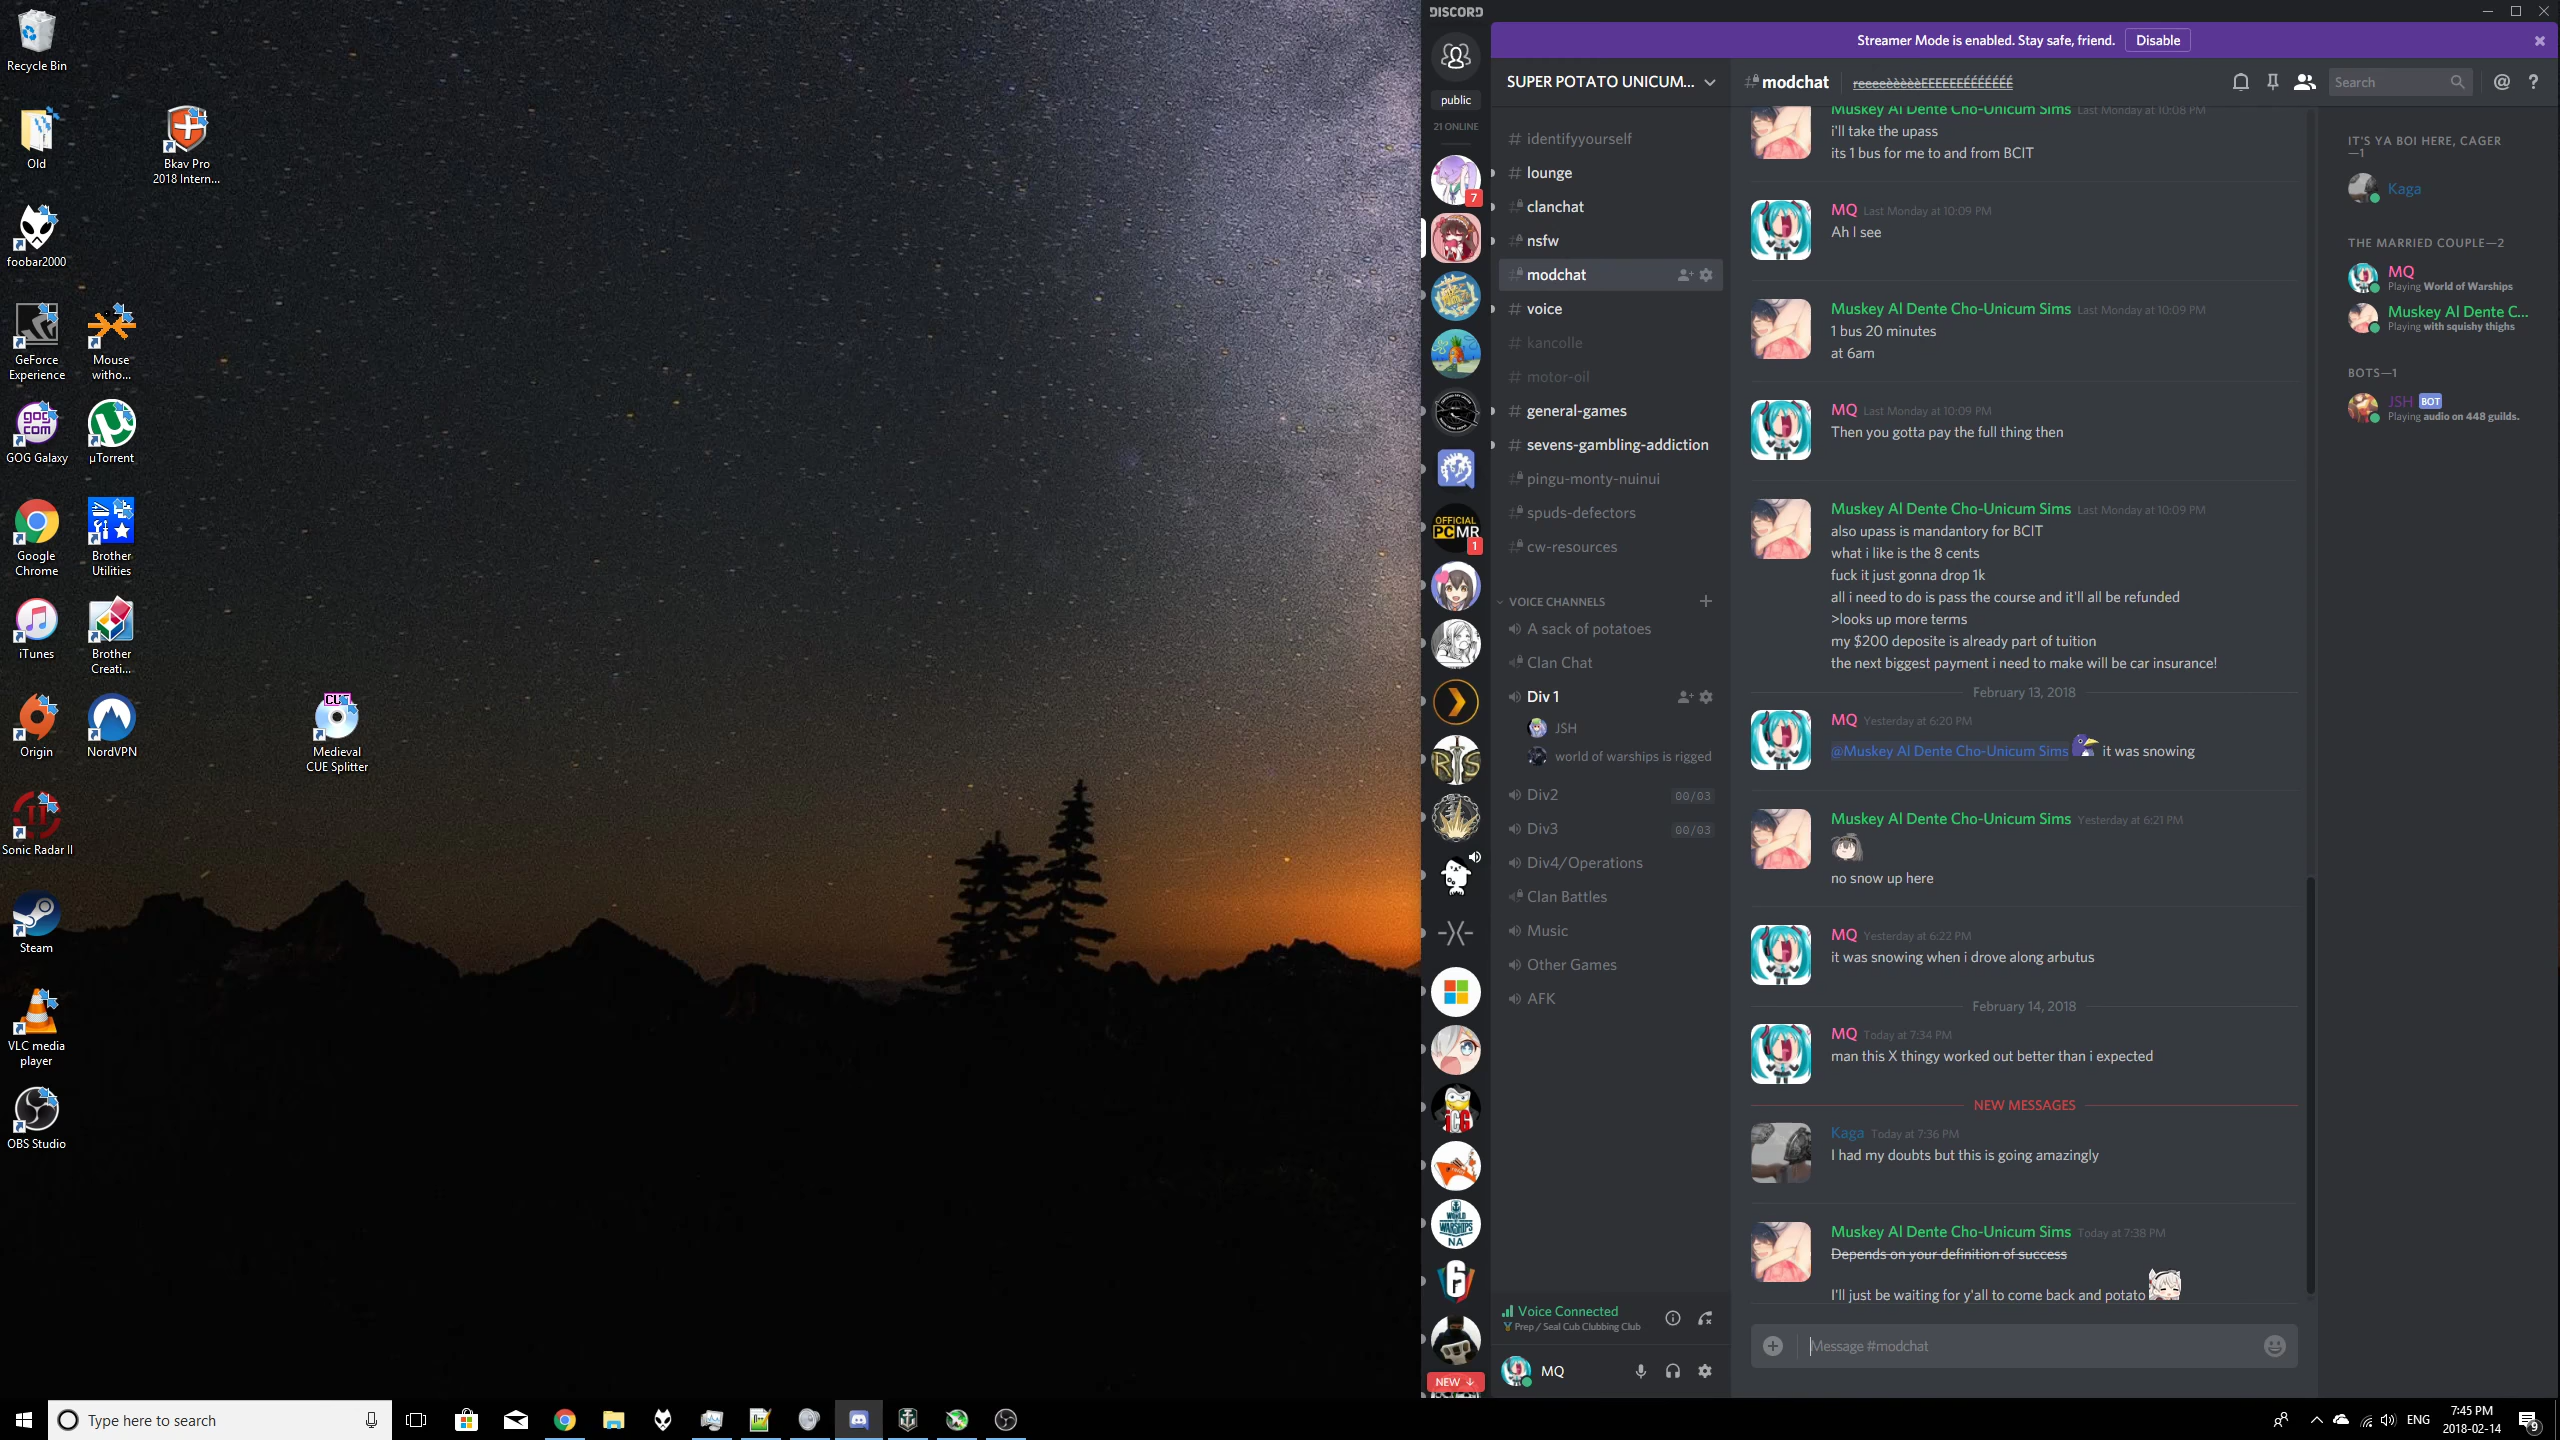 Recycle Bin
Old
Bkav Pro
2018 Intern...
foobar2000
GeForce
Experience
Mouse
witho...
GOG Galaxy
µTorrent
Google
Chrome
Brother
Utilities
iTunes
Brother
Creati...
Origin
NordVPN
CUE
Medieval
CUE Splitter
Sonic Radar II
Steam
VLC media
player
OBS Studio
DISCORD
Streamer Mode is enabled. Stay safe, friend.
Disable
public
21 ONLINE
7
OFFICIAL
PCMR
1
WORLD OF
WARSHIPS
NA
NEW
SUPER POTATO UNICUM...
# identifyyourself
# lounge
# clanchat
# nsfw
# modchat
# voice
# kancolle
# motor-oil
# general-games
# sevens-gambling-addiction
# pingu-monty-nuinui
# spuds-defectors
# cw-resources
VOICE CHANNELS
A sack of potatoes
Clan Chat
Div 1
JSH
world of warships is rigged
Div2 00/03
Div3 00/03
Div4/Operations
Clan Battles
Music
Other Games
AFK
Voice Connected
Prep / Seal Cub Clubbing Club
MQ
# modchat
Search
@ ?
Muskey Al Dente Cho-Unicum Sims Last Monday at 10:08 PM
i'll take the upass
its 1 bus for me to and from BCIT
MQ Last Monday at 10:09 PM
Ah I see
Muskey Al Dente Cho-Unicum Sims Last Monday at 10:09 PM
1 bus 20 minutes
at 6am
MQ Last Monday at 10:09 PM
Then you gotta pay the full thing then
Muskey Al Dente Cho-Unicum Sims Last Monday at 10:09 PM
also upass is mandantory for BCIT
what i like is the 8 cents
fuck it just gonna drop 1k
all i need to do is pass the course and it'll all be refunded
>looks up more terms
my $200 deposite is already part of tuition
the next biggest payment i need to make will be car insurance!
February 13, 2018
MQ Yesterday at 6:20 PM
@Muskey Al Dente Cho-Unicum Sims it was snowing
Muskey Al Dente Cho-Unicum Sims Yesterday at 6:21 PM
no snow up here
MQ Yesterday at 6:22 PM
it was snowing when i drove along arbutus
February 14, 2018
MQ Today at 7:34 PM
man this X thingy worked out better than i expected
NEW MESSAGES
Kaga Today at 7:36 PM
I had my doubts but this is going amazingly
Muskey Al Dente Cho-Unicum Sims Today at 7:38 PM
Depends on your definition of success
I'll just be waiting for y'all to come back and potato
Message #modchat
IT'S YA BOI HERE, CAGER
—1
Kaga
THE MARRIED COUPLE—2
MQ
Playing World of Warships
Muskey Al Dente C...
Playing with squishy thighs
BOTS—1
JSH BOT
Playing audio on 448 guilds.
Type here to search
ENG
7:45 PM
2018-02-14
9